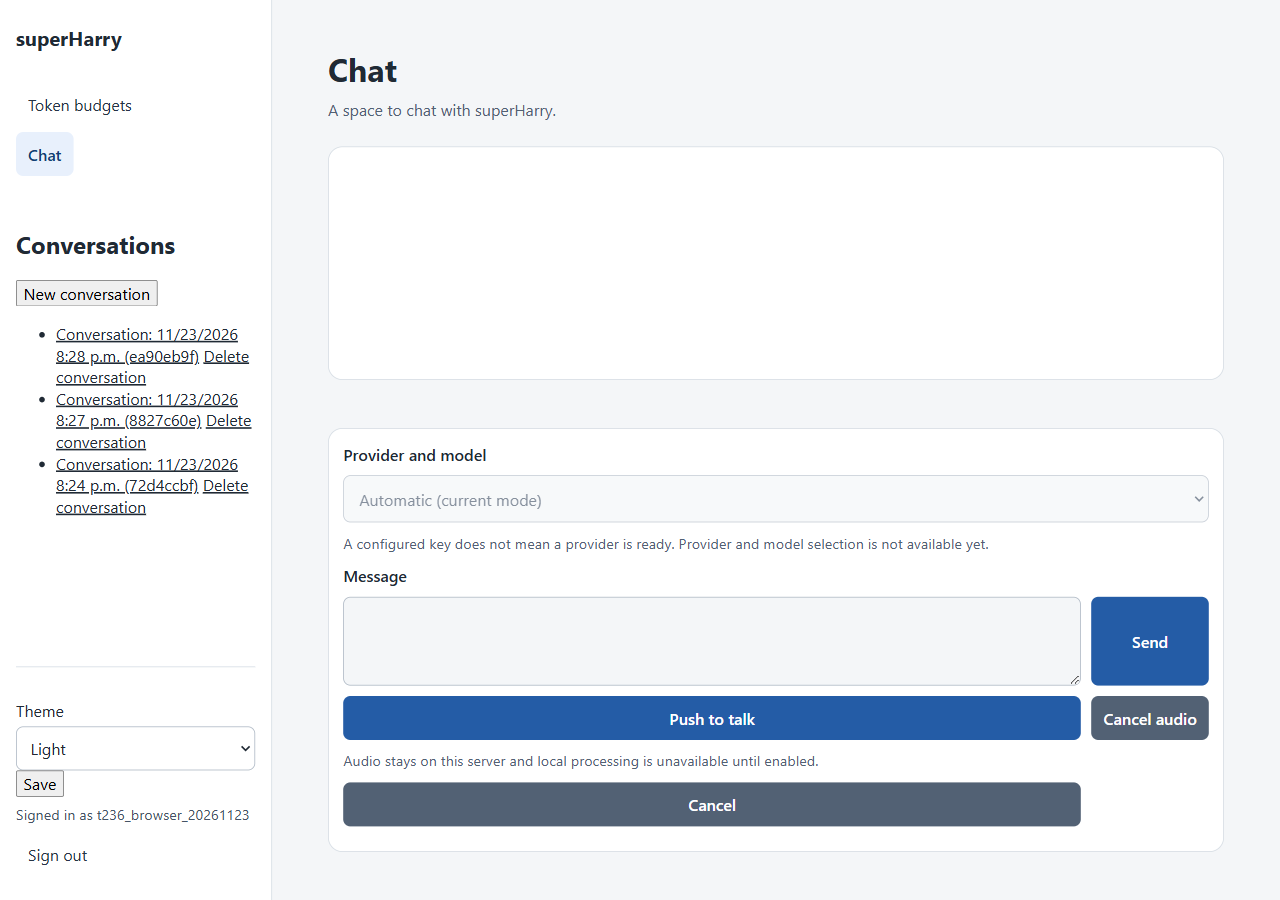 superHarry
Token budgets
Chat
Conversations
New conversation
Conversation: 11/23/2026
8:28 p.m. (ea90eb9f) Delete
conversation
Conversation: 11/23/2026
8:27 p.m. (8827c60e) Delete
conversation
Conversation: 11/23/2026
8:24 p.m. (72d4ccbf) Delete
conversation
Theme
Light
Save
Signed in as t236_browser_20261123
Sign out
Chat
A space to chat with superHarry.
Provider and model
Automatic (current mode)
A configured key does not mean a provider is ready. Provider and model selection is not available yet.
Message
Send
Push to talk
Cancel audio
Audio stays on this server and local processing is unavailable until enabled.
Cancel